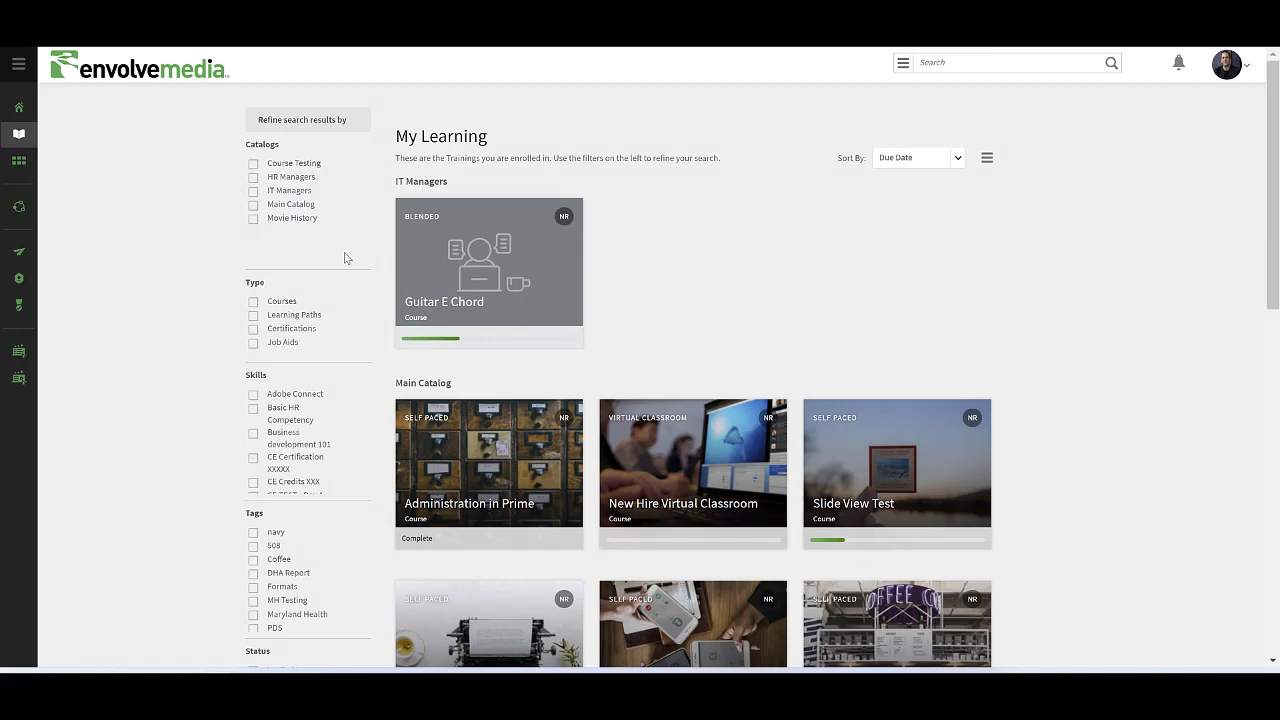 envolvemedia
Search
Refine search results by
Catalogs
Course Testing
HR Managers
IT Managers
Main Catalog
Movie History
Type
Courses
Learning Paths
Certifications
Job Aids
Skills
Adobe Connect
Basic HR
Competency
Business
development 101
CE Certification
XXXXX
CE Credits XXX
Tags
navy
508
Coffee
DHA Report
Formats
MH Testing
Maryland Health
PDS
Status
My Learning
These are the Trainings you are enrolled in. Use the filters on the left to refine your search.
Sort By: Due Date
IT Managers
BLENDED NR
Guitar E Chord
Course
Main Catalog
SELF PACED NR
Administration in Prime
Course
Complete
VIRTUAL CLASSROOM NR
New Hire Virtual Classroom
Course
SELF PACED NR
Slide View Test
Course
SELF PACED NR
SELF PACED NR
SELF PACED NR